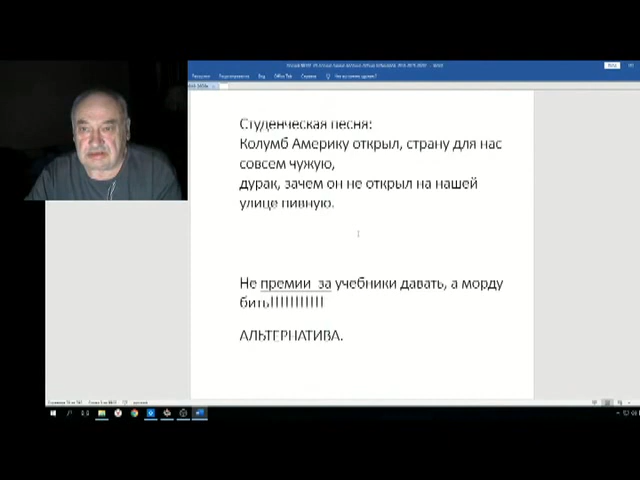 Студенческая песня:
Колумб Америку открыл, страну для нас
совсем чужую,
дурак, зачем он не открыл на нашей
улице пивную.
Не премии за учебники давать, а морду
бить!!!!!!!!!!!
АЛЬТЕРНАТИВА.